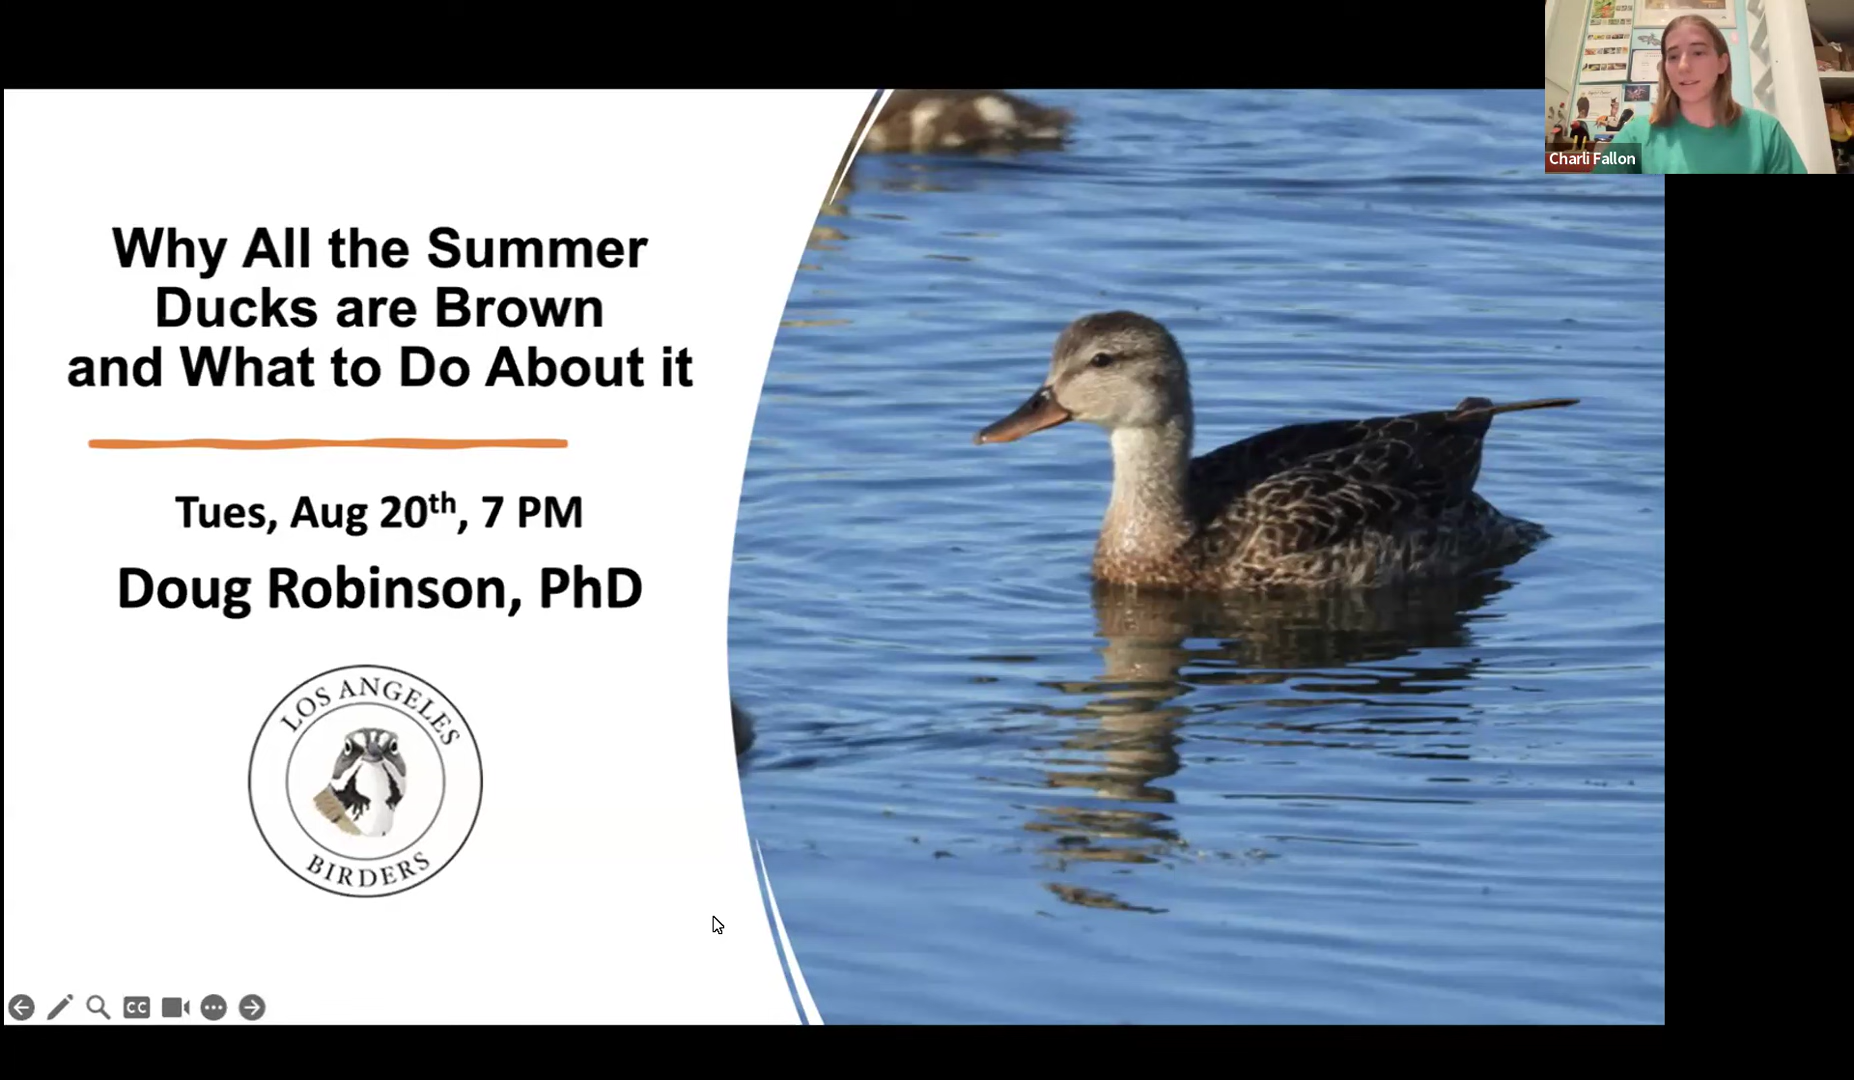 Charli Fallon
Why All the Summer
Ducks are Brown
and What to Do About it
Tues, Aug 20th, 7 PM
Doug Robinson, PhD
LOS ANGELES
BIRDERS
CC